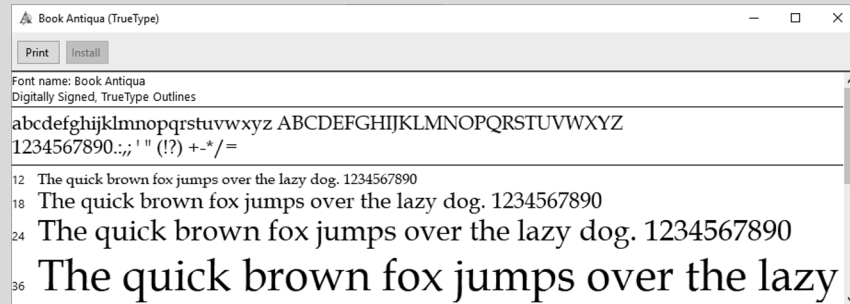 Book Antiqua (TrueType)
Print Install
Font name: Book Antiqua
Digitally Signed, TrueType Outlines
abcdefghijklmnopqrstuvwxyz ABCDEFGHIJKLMNOPQRSTUVWXYZ
1234567890.:,; ' " (!?) +-*/=
12 The quick brown fox jumps over the lazy dog. 1234567890
18 The quick brown fox jumps over the lazy dog. 1234567890
24 The quick brown fox jumps over the lazy dog. 1234567890
36 The quick brown fox jumps over the lazy